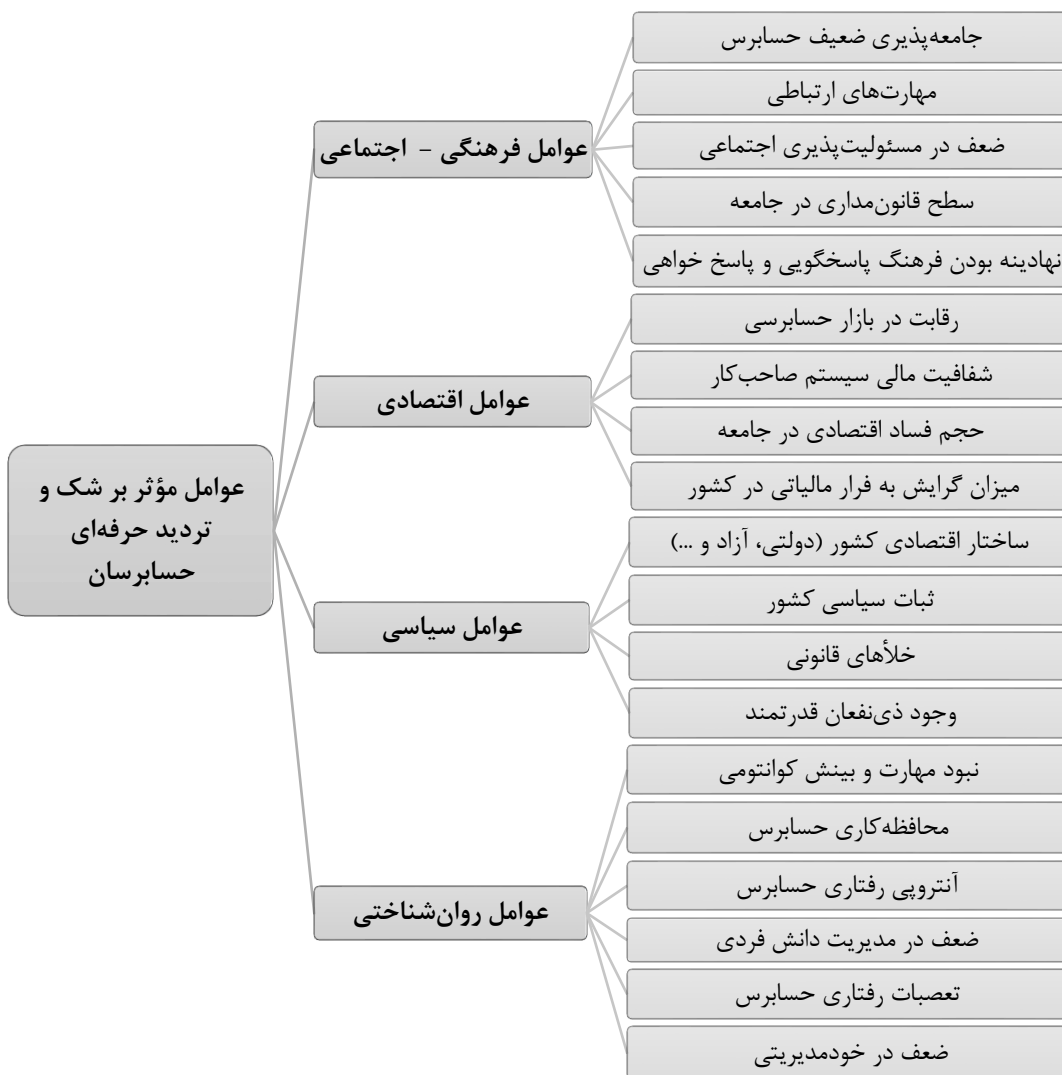 عوامل مؤثر بر شک و
تردید حرفه‌ای
حسابرسان
عوامل فرهنگی – اجتماعی
جامعه‌پذیری ضعیف حسابرس
مهارت‌های ارتباطی
ضعف در مسئولیت‌پذیری اجتماعی
سطح قانون‌مداری در جامعه
نهادینه بودن فرهنگ پاسخگویی و پاسخ خواهی
عوامل اقتصادی
رقابت در بازار حسابرسی
شفافیت مالی سیستم صاحب‌کار
حجم فساد اقتصادی در جامعه
میزان گرایش به فرار مالیاتی در کشور
عوامل سیاسی
ساختار اقتصادی کشور (دولتی، آزاد و ...)
ثبات سیاسی کشور
خلأهای قانونی
وجود ذی‌نفعان قدرتمند
عوامل روان‌شناختی
نبود مهارت و بینش کوانتومی
محافظه‌کاری حسابرس
آنتروپی رفتاری حسابرس
ضعف در مدیریت دانش فردی
تعصبات رفتاری حسابرس
ضعف در خودمدیریتی